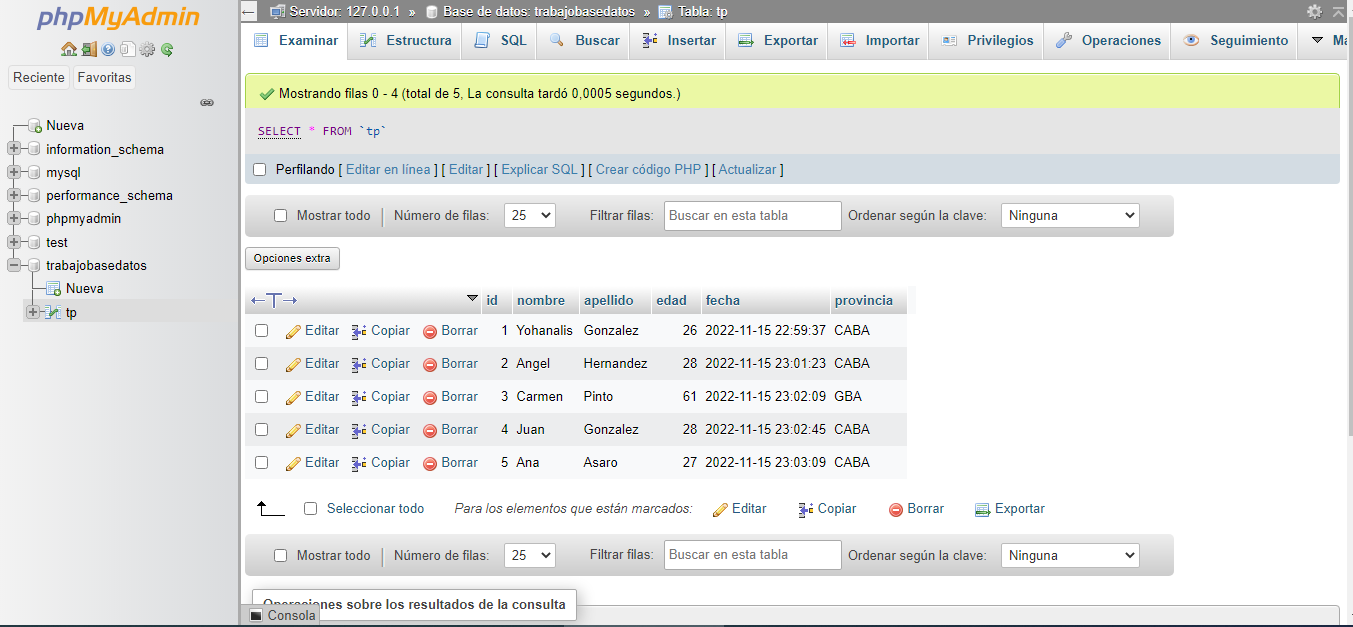 phpMyAdmin
Reciente Favoritas
Nueva
information_schema
mysql
performance_schema
phpmyadmin
test
trabajobasedatos
Nueva
tp
Servidor: 127.0.0.1 » Base de datos: trabajobasedatos » Tabla: tp
Examinar Estructura SQL Buscar Insertar Exportar Importar Privilegios Operaciones Seguimiento
Mostrando filas 0 - 4 (total de 5, La consulta tardó 0,0005 segundos.)
SELECT * FROM `tp`
Perfilando [ Editar en línea ] [ Editar ] [ Explicar SQL ] [ Crear código PHP ] [ Actualizar ]
Mostrar todo | Número de filas: 25 Filtrar filas: Buscar en esta tabla Ordenar según la clave: Ninguna
Opciones extra
←T→ id nombre apellido edad fecha provincia
Editar Copiar Borrar 1 Yohanalis Gonzalez 26 2022-11-15 22:59:37 CABA
Editar Copiar Borrar 2 Angel Hernandez 28 2022-11-15 23:01:23 CABA
Editar Copiar Borrar 3 Carmen Pinto 61 2022-11-15 23:02:09 GBA
Editar Copiar Borrar 4 Juan Gonzalez 28 2022-11-15 23:02:45 CABA
Editar Copiar Borrar 5 Ana Asaro 27 2022-11-15 23:03:09 CABA
Seleccionar todo Para los elementos que están marcados: Editar Copiar Borrar Exportar
Mostrar todo | Número de filas: 25 Filtrar filas: Buscar en esta tabla Ordenar según la clave: Ninguna
Operaciones sobre los resultados de la consulta
Consola